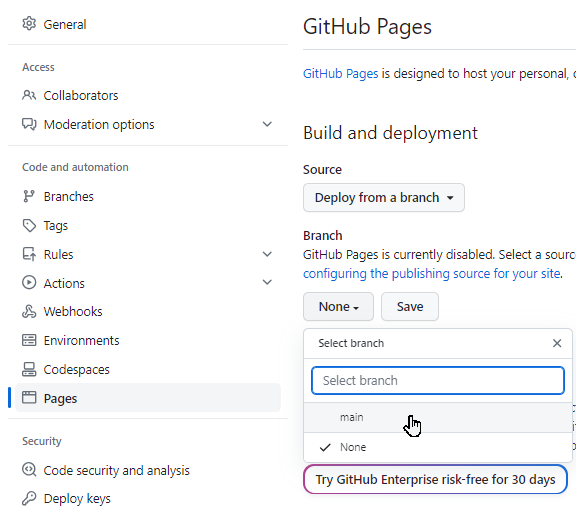 General
Access
Collaborators
Moderation options
Code and automation
Branches
Tags
Rules
Actions
Webhooks
Environments
Codespaces
Pages
Security
Code security and analysis
Deploy keys
GitHub Pages
GitHub Pages is designed to host your personal,
Build and deployment
Source
Deploy from a branch
Branch
GitHub Pages is currently disabled. Select a
configuring the publishing source for your site.
None
Save
Select branch
Select branch
main
None
Try GitHub Enterprise risk-free for 30 days